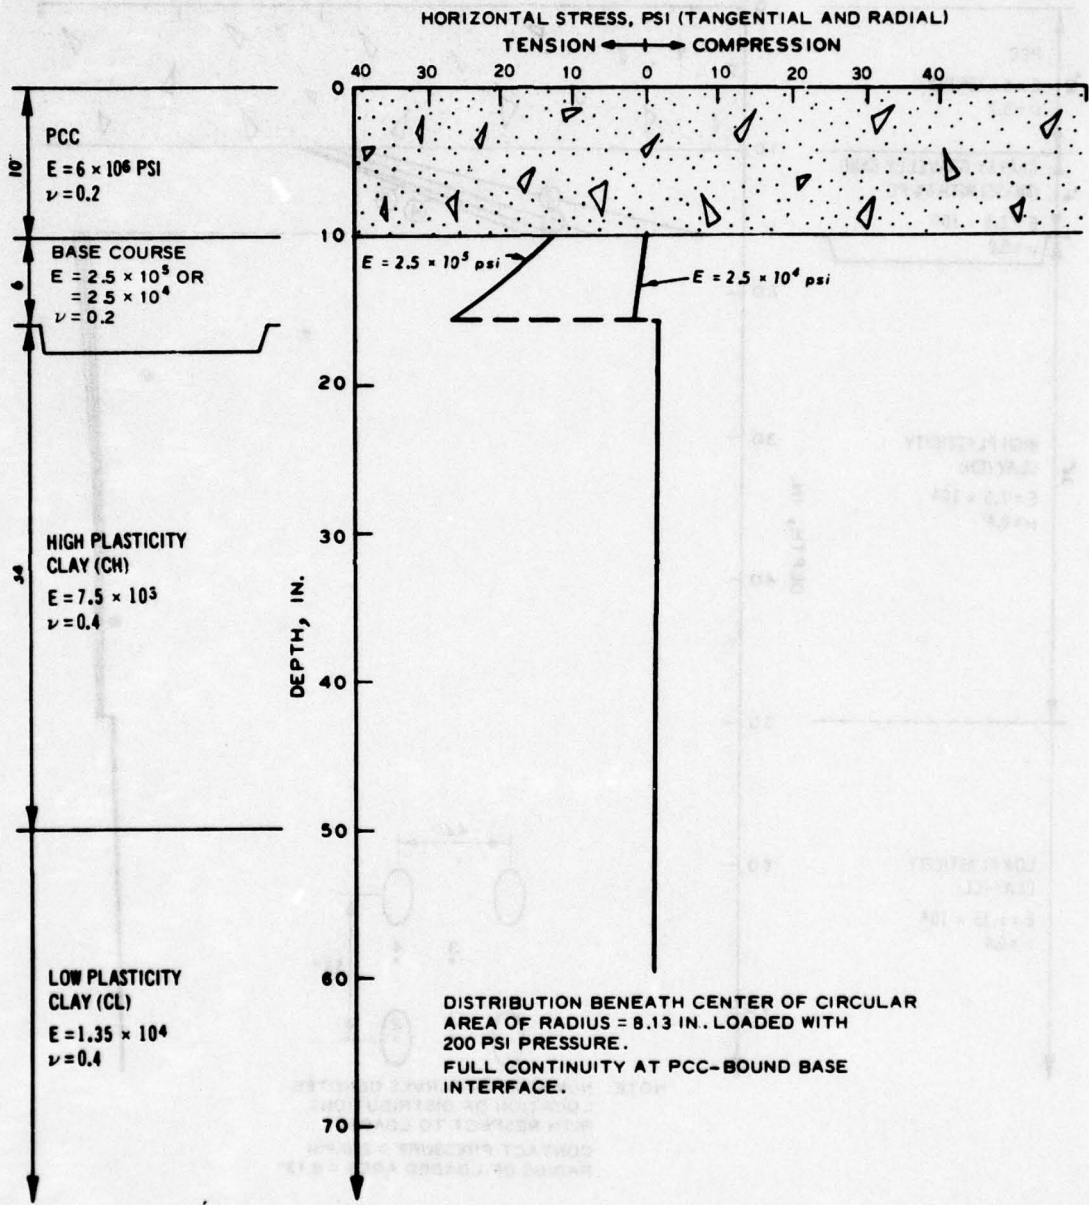 HORIZONTAL STRESS, PSI (TANGENTIAL AND RADIAL)
TENSION COMPRESSION
40 30 20 10 0 10 20 30 40
0
10
20
30
40
50
60
70
DEPTH, IN.
10
PCC
E = 6 × 10⁶ PSI
ν = 0.2
6
BASE COURSE
E = 2.5 × 10⁵ OR
= 2.5 × 10⁴
ν = 0.2
E = 2.5 × 10⁵ psi
E = 2.5 × 10⁴ psi
34
HIGH PLASTICITY
CLAY (CH)
E = 7.5 × 10³
ν = 0.4
LOW PLASTICITY
CLAY (CL)
E = 1.35 × 10⁴
ν = 0.4
DISTRIBUTION BENEATH CENTER OF CIRCULAR
AREA OF RADIUS = 8.13 IN. LOADED WITH
200 PSI PRESSURE.
FULL CONTINUITY AT PCC-BOUND BASE
INTERFACE.